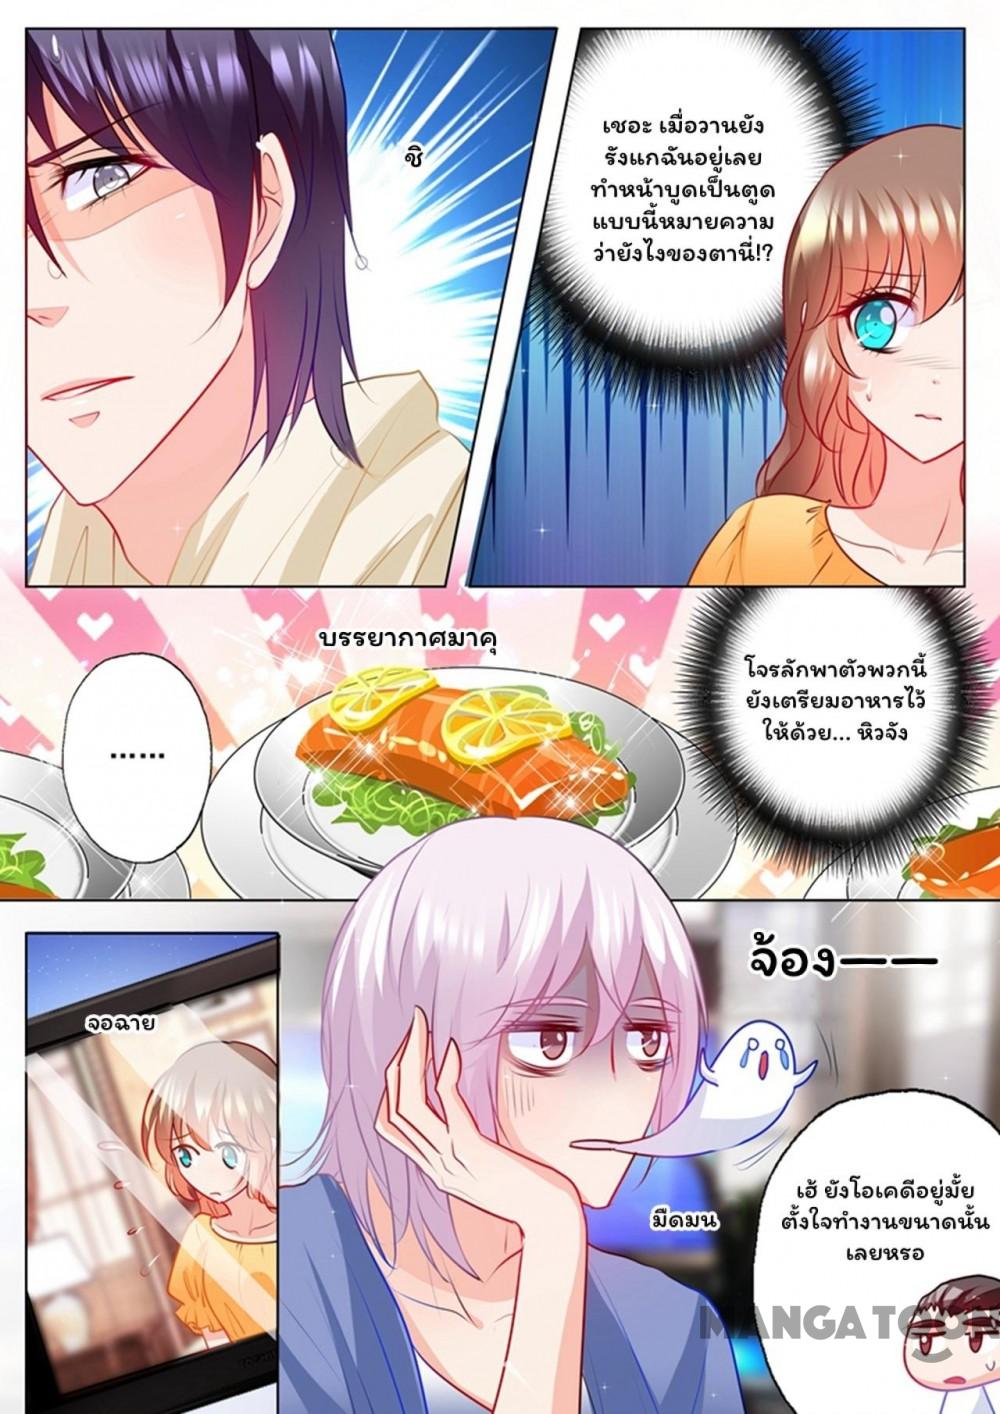 ชิ
เชอะ เมื่อวานยัง
รังแกฉันอยู่เลย
ทำหน้าบูดเป็นตูด
แบบนี้หมายความ
ว่ายังไงของตานี่!?
บรรยากาศมาคุ
......
โจรลักพาตัวพวกนี้
ยังเตรียมอาหารไว้
ให้ด้วย... หิวจัง
จ้อง——
จอฉาย
มืดมน
เฮ้ ยังโอเคดีอยู่มั้ย
ตั้งใจทำงานขนาดนั้น
เลยหรอ
MANGATOON